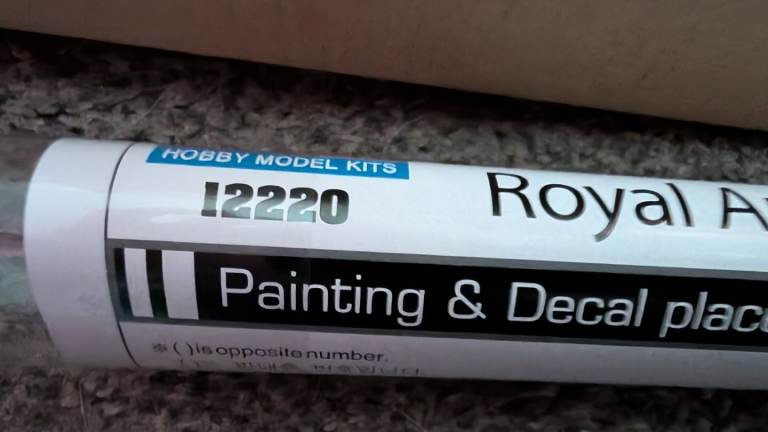 HOBBY MODEL KITS
12220
Royal A
Painting & Decal plac
※ ( ) is opposite number.